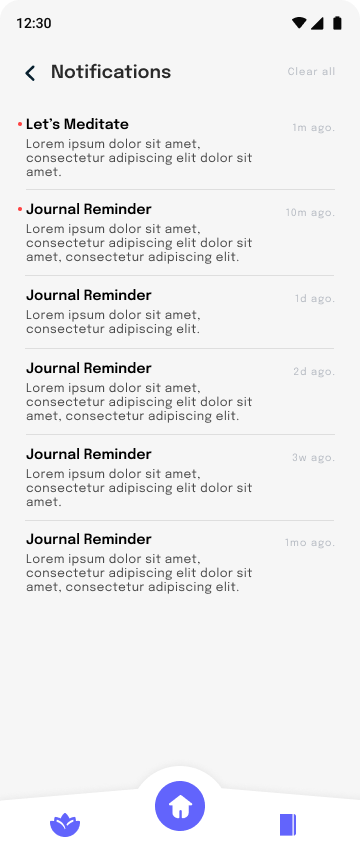 12:30
Notifications
Clear all
Let's Meditate
1m ago.
Lorem ipsum dolor sit amet,
consectetur adipiscing elit dolor sit
amet.
Journal Reminder
10m ago.
Lorem ipsum dolor sit amet,
consectetur adipiscing elit dolor sit
amet, consectetur adipiscing elit.
Journal Reminder
1d ago.
Lorem ipsum dolor sit amet,
consectetur adipiscing elit.
Journal Reminder
2d ago.
Lorem ipsum dolor sit amet,
consectetur adipiscing elit dolor sit
amet, consectetur adipiscing elit.
Journal Reminder
3w ago.
Lorem ipsum dolor sit amet,
consectetur adipiscing elit dolor sit
amet.
Journal Reminder
1mo ago.
Lorem ipsum dolor sit amet,
consectetur adipiscing elit dolor sit
amet, consectetur adipiscing elit.